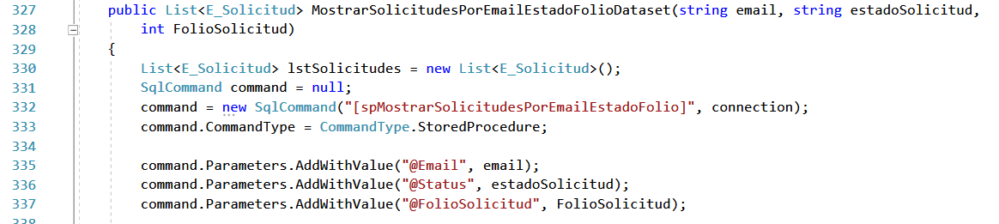 327 public List<E_Solicitud> MostrarSolicitudesPorEmailEstadoFolioDataset(string email, string estadoSolicitud,
328 int FolioSolicitud)
329 {
330 List<E_Solicitud> lstSolicitudes = new List<E_Solicitud>();
331 SqlCommand command = null;
332 command = new SqlCommand("[spMostrarSolicitudesPorEmailEstadoFolio]", connection);
333 command.CommandType = CommandType.StoredProcedure;
334
335 command.Parameters.AddWithValue("@Email", email);
336 command.Parameters.AddWithValue("@Status", estadoSolicitud);
337 command.Parameters.AddWithValue("@FolioSolicitud", FolioSolicitud);
338